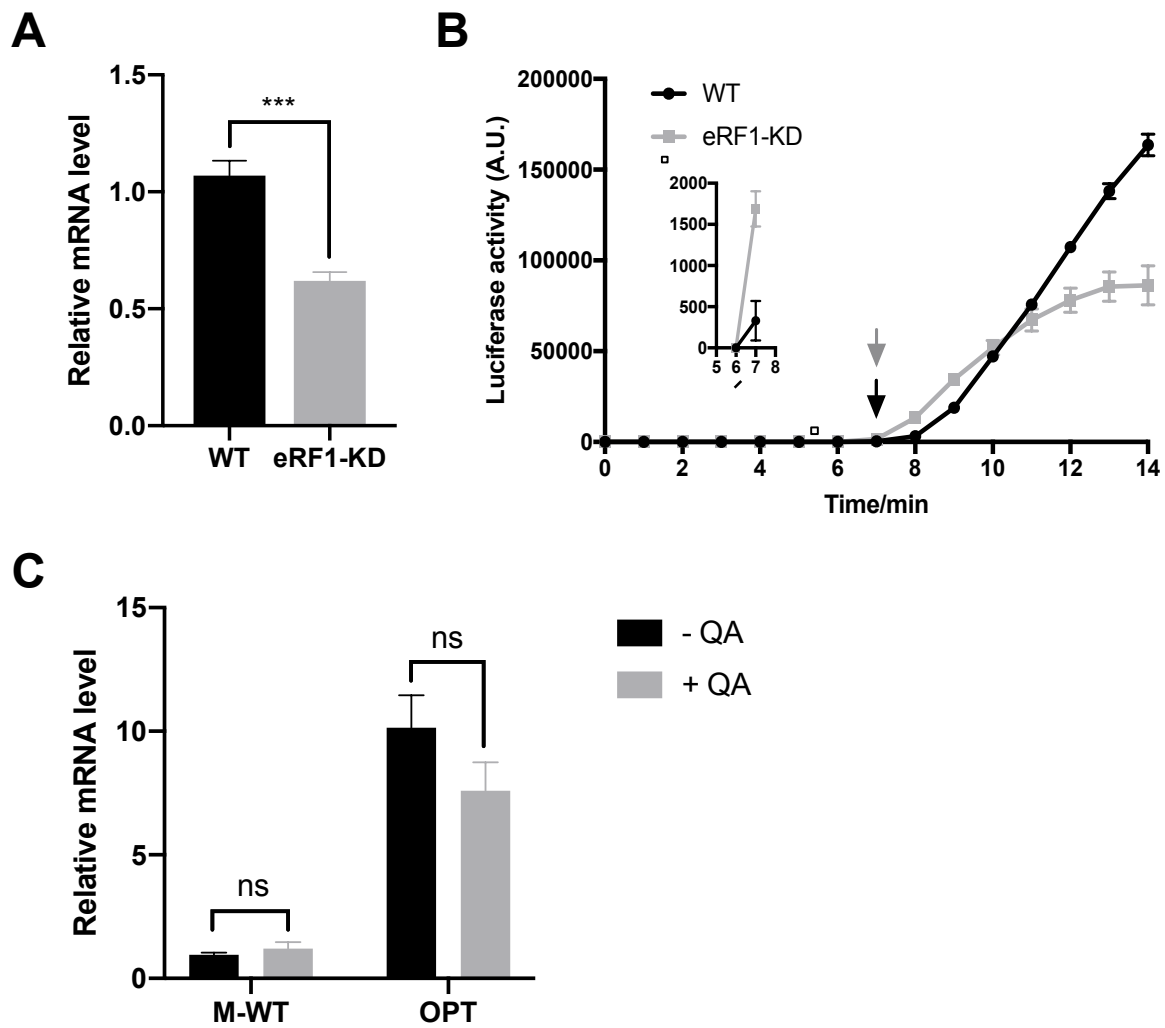 A
Relative mRNA level
1.5
1.0
0.5
0.0
***
WT eRF1-KD
B
Luciferase activity (A.U.)
200000
150000
100000
50000
0
WT
eRF1-KD
2000
1500
1000
500
0
5 6 7 8
0 2 4 6 8 10 12 14
Time/min
C
Relative mRNA level
15
10
5
0
ns
ns
M-WT OPT
- QA
+ QA